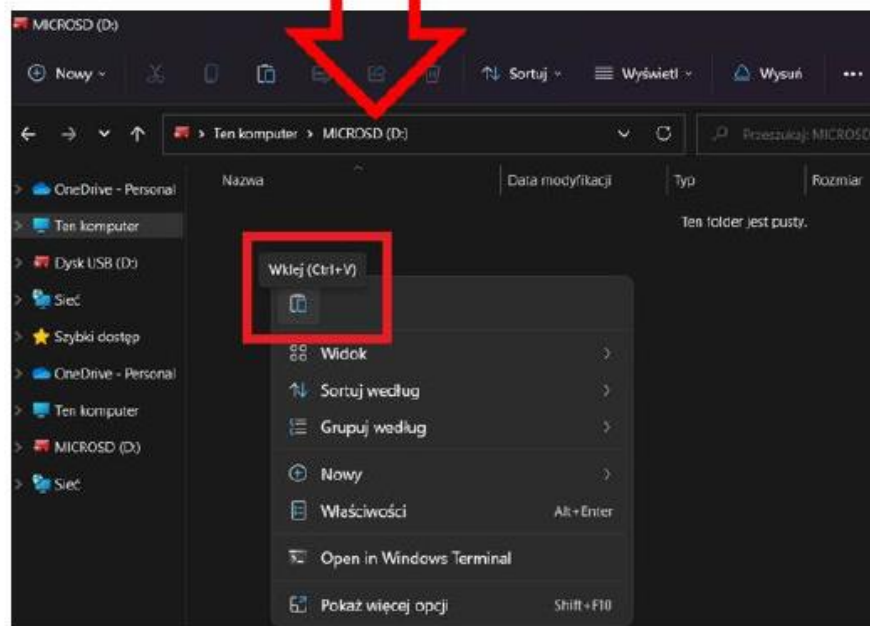 MICROSD (D:)
Nowy
Sortuj
Wyświetl
Wysuń
Ten komputer > MICROSD (D:)
Przeszukaj: MICROSD
Nazwa
Data modyfikacji
Typ
Rozmiar
OneDrive - Personal
Ten folder jest pusty.
Ten komputer
Dysk USB (D:)
Wklej (Ctrl+V)
Sieć
Szybki dostęp
Widok
OneDrive - Personal
Sortuj według
Ten komputer
Grupuj według
MICROSD (D:)
Nowy
Sieć
Właściwości Alt+Enter
Open in Windows Terminal
Pokaż więcej opcji Shift+F10